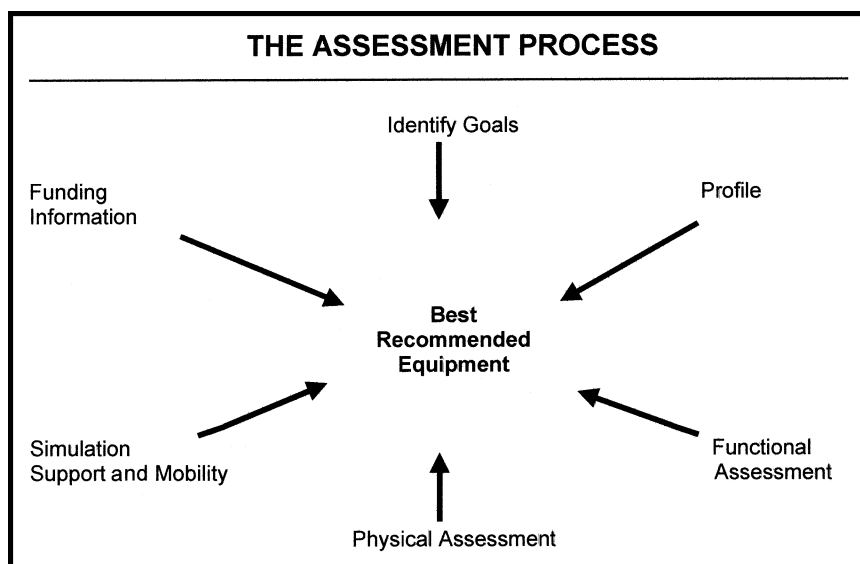 THE ASSESSMENT PROCESS
Identify Goals
Funding
Information
Profile
Best
Recommended
Equipment
Simulation
Support and Mobility
Functional
Assessment
Physical Assessment